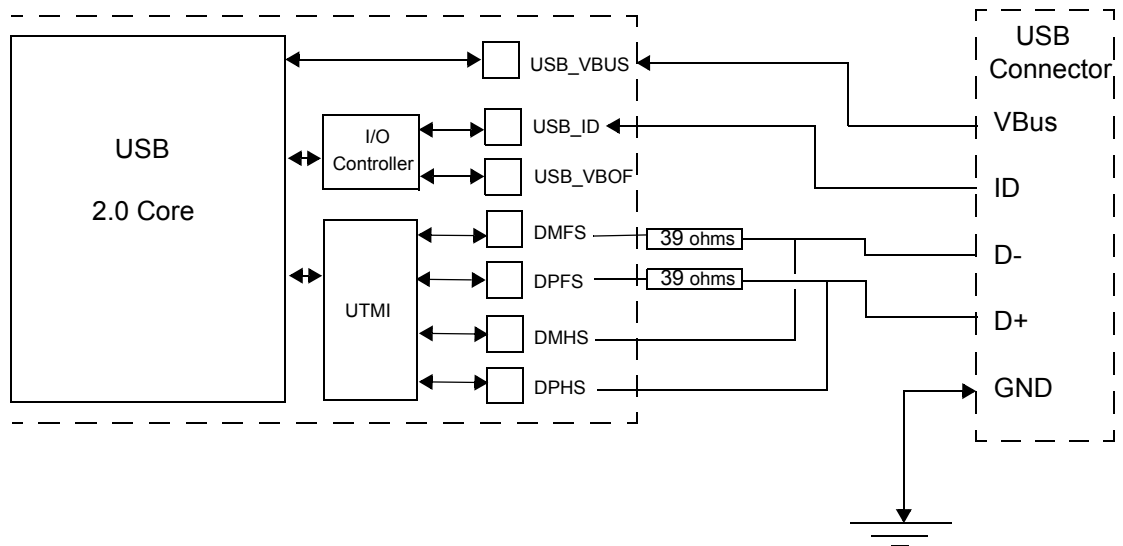 USB
2.0 Core
I/O
Controller
UTMI
USB_VBUS
USB_ID
USB_VBOF
DMFS
DPFS
DMHS
DPHS
39 ohms
39 ohms
USB
Connector
VBus
ID
D-
D+
GND